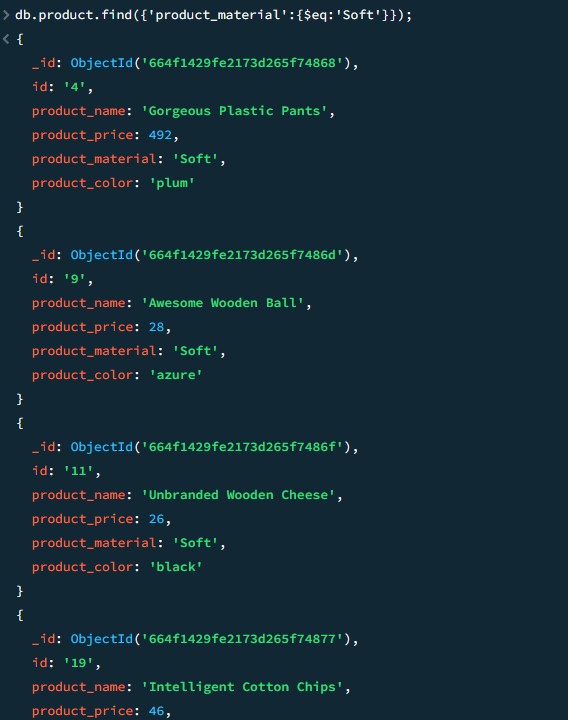 > db.product.find({'product_material':{$eq:'Soft'}});
< {
_id: ObjectId('664f1429fe2173d265f74868'),
id: '4',
product_name: 'Gorgeous Plastic Pants',
product_price: 492,
product_material: 'Soft',
product_color: 'plum'
}
{
_id: ObjectId('664f1429fe2173d265f7486d'),
id: '9',
product_name: 'Awesome Wooden Ball',
product_price: 28,
product_material: 'Soft',
product_color: 'azure'
}
{
_id: ObjectId('664f1429fe2173d265f7486f'),
id: '11',
product_name: 'Unbranded Wooden Cheese',
product_price: 26,
product_material: 'Soft',
product_color: 'black'
}
{
_id: ObjectId('664f1429fe2173d265f74877'),
id: '19',
product_name: 'Intelligent Cotton Chips',
product_price: 46,